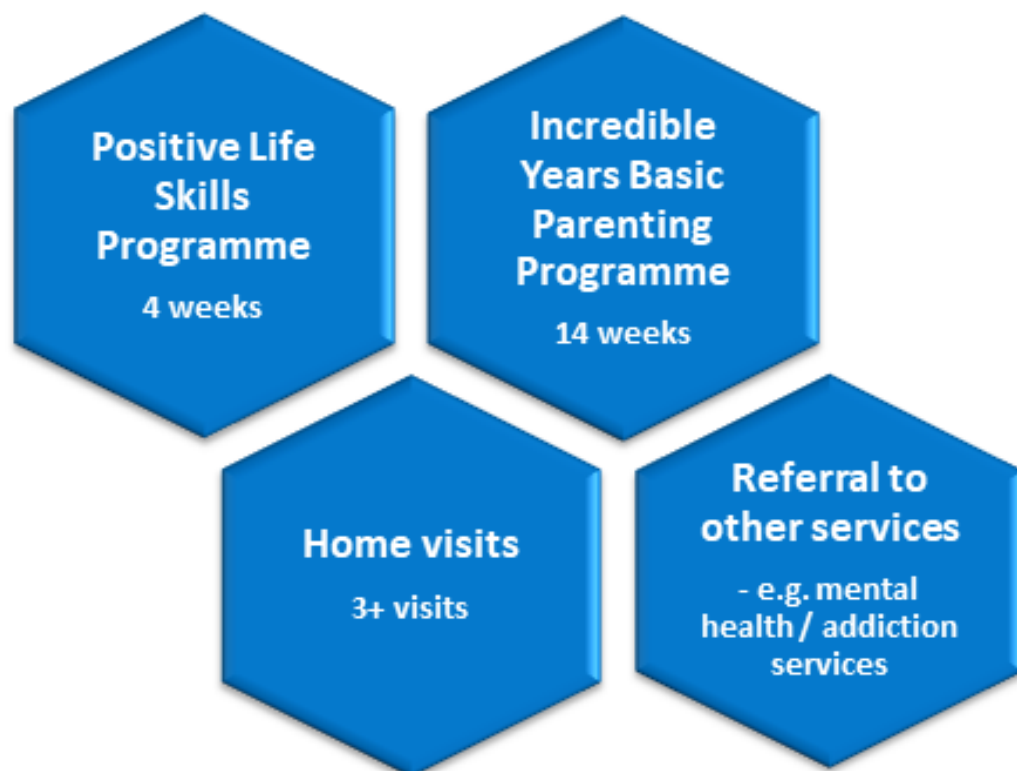 Positive Life
Skills
Programme
4 weeks
Incredible
Years Basic
Parenting
Programme
14 weeks
Home visits
3+ visits
Referral to
other services
- e.g. mental
health / addiction
services